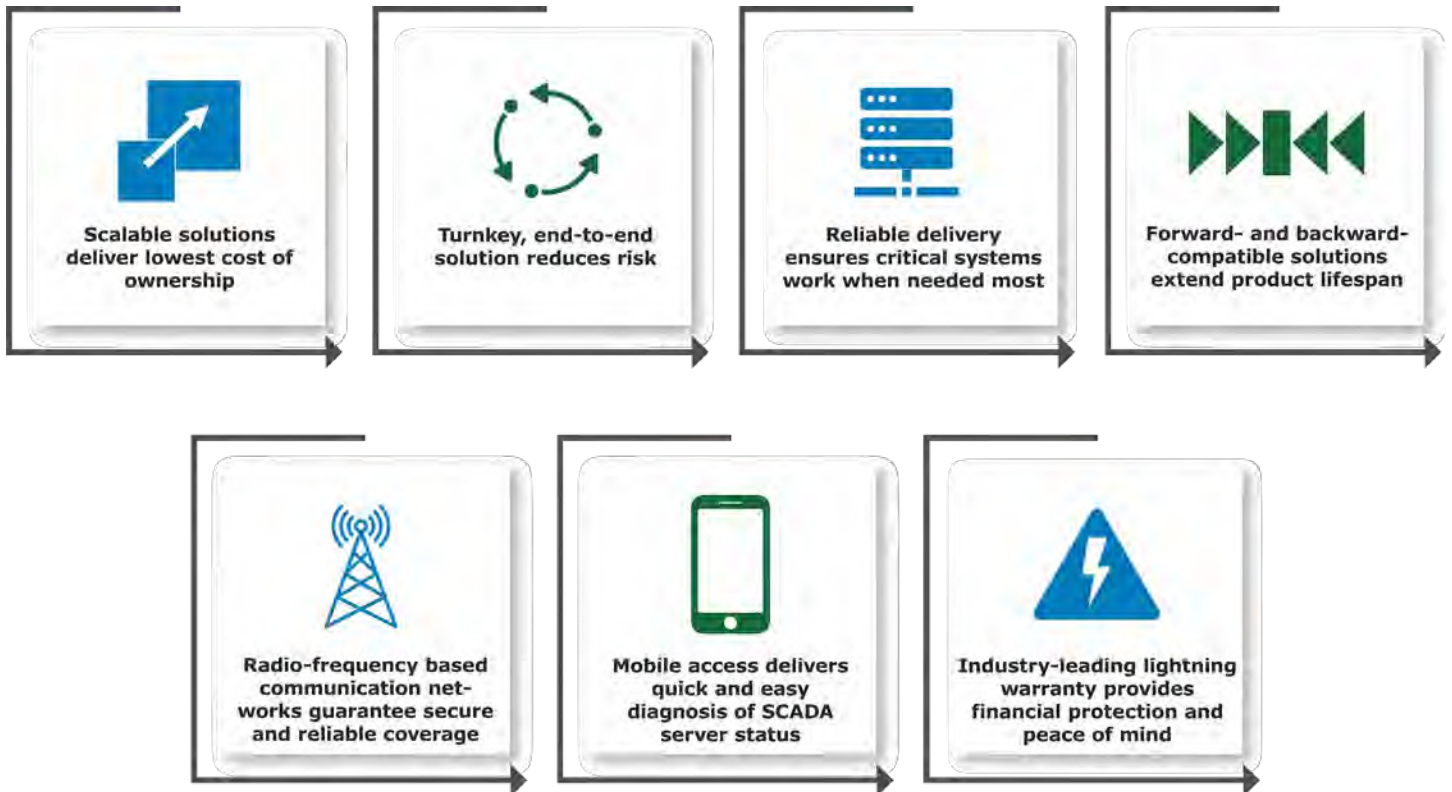 Scalable solutions
deliver lowest cost of
ownership
Turnkey, end-to-end
solution reduces risk
Reliable delivery
ensures critical systems
work when needed most
Forward- and backward-
compatible solutions
extend product lifespan
Radio-frequency based
communication net-
works guarantee secure
and reliable coverage
Mobile access delivers
quick and easy
diagnosis of SCADA
server status
Industry-leading lightning
warranty provides
financial protection and
peace of mind